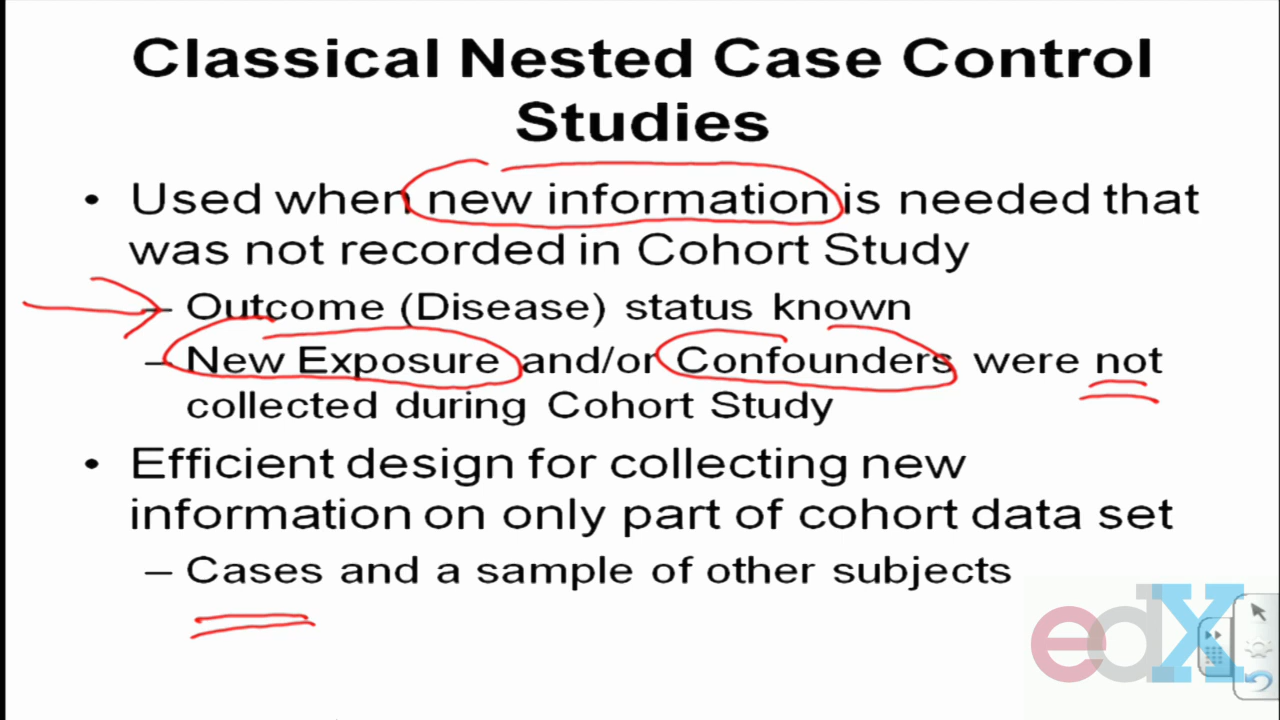 Classical Nested Case Control
Studies
• Used when new information is needed that
was not recorded in Cohort Study
– Outcome (Disease) status known
– New Exposure and/or Confounders were not
collected during Cohort Study
• Efficient design for collecting new
information on only part of cohort data set
– Cases and a sample of other subjects
edX